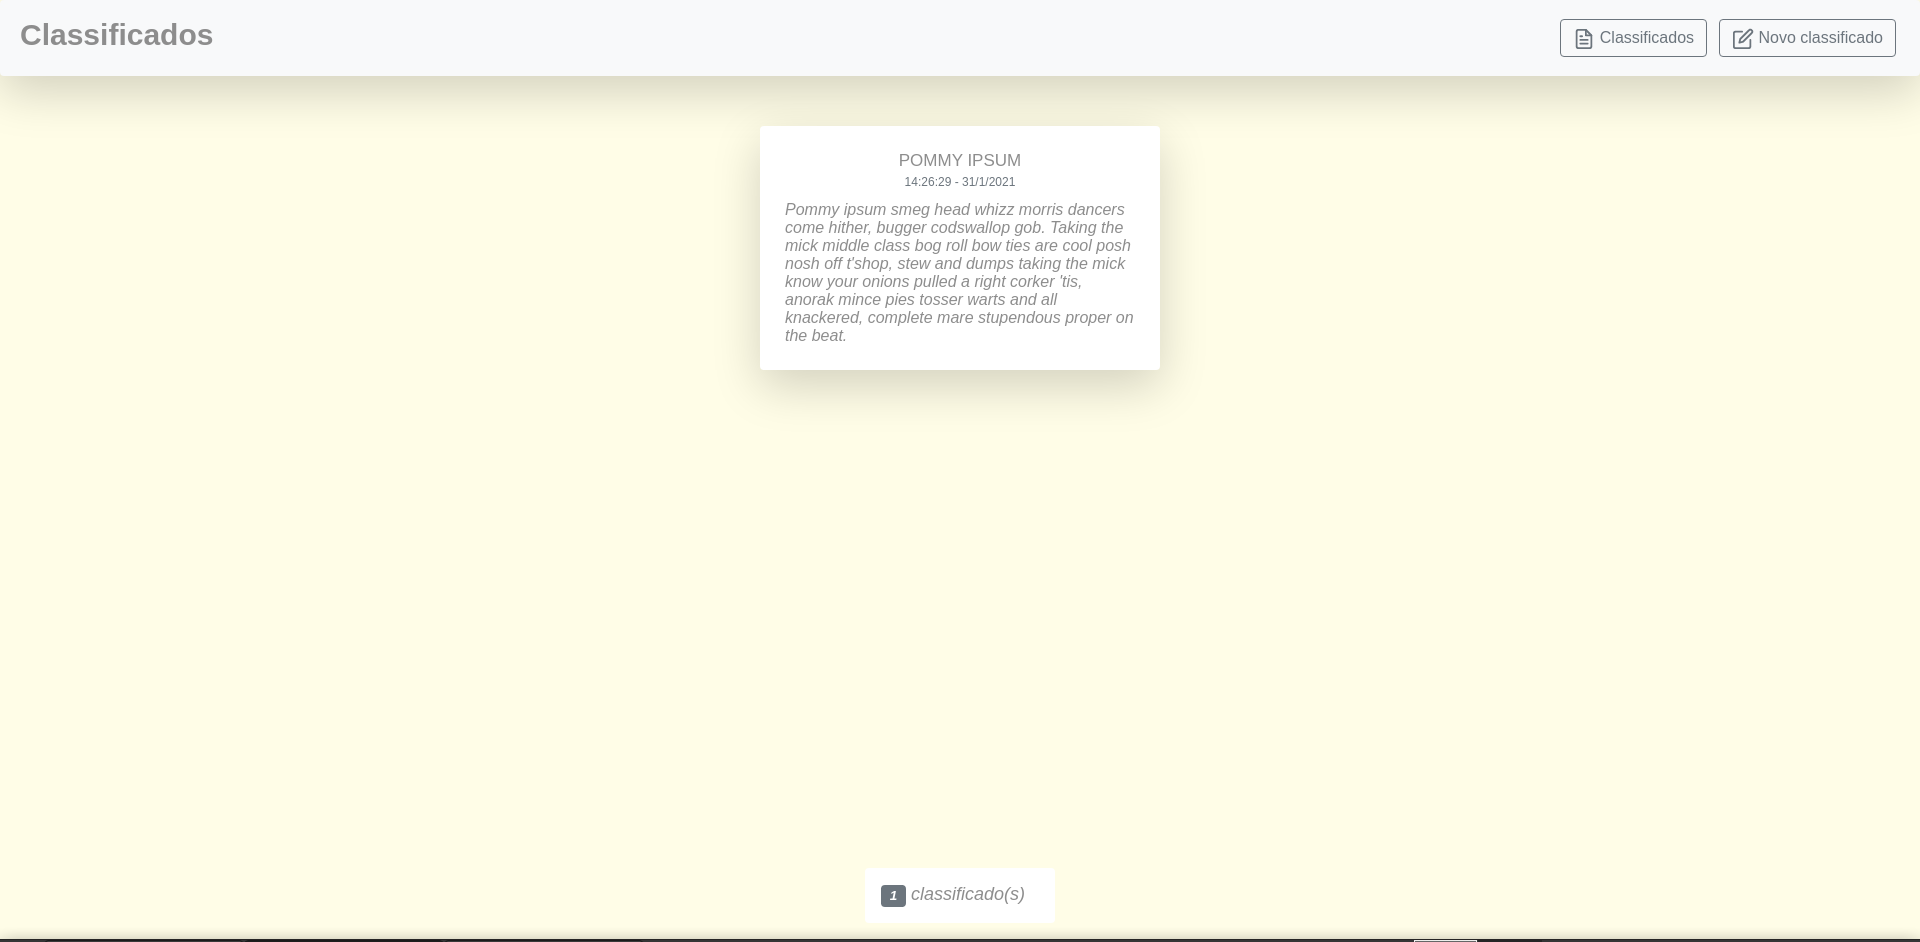 Classificados
Classificados
Novo classificado
POMMY IPSUM
14:26:29 - 31/1/2021
Pommy ipsum smeg head whizz morris dancers
come hither, bugger codswallop gob. Taking the
mick middle class bog roll bow ties are cool posh
nosh off t'shop, stew and dumps taking the mick
know your onions pulled a right corker 'tis,
anorak mince pies tosser warts and all
knackered, complete mare stupendous proper on
the beat.
1 classificado(s)